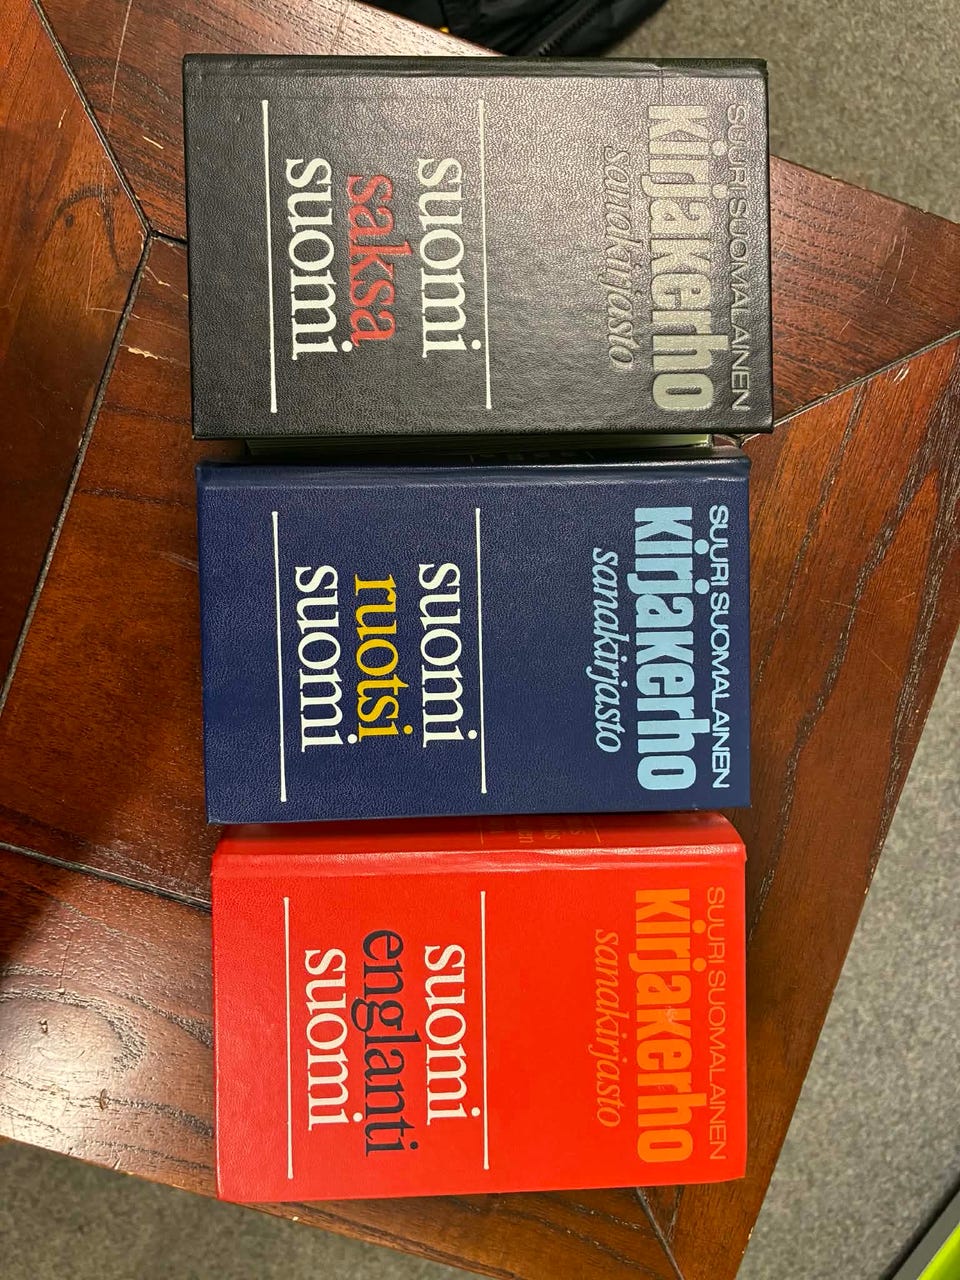 SUURI SUOMALAINEN
kirjakerho
sanakirjasto
suomi
saksa
suomi
SUURI SUOMALAINEN
kirjakerho
sanakirjasto
suomi
ruotsi
suomi
SUURI SUOMALAINEN
kirjakerho
sanakirjasto
suomi
englanti
suomi